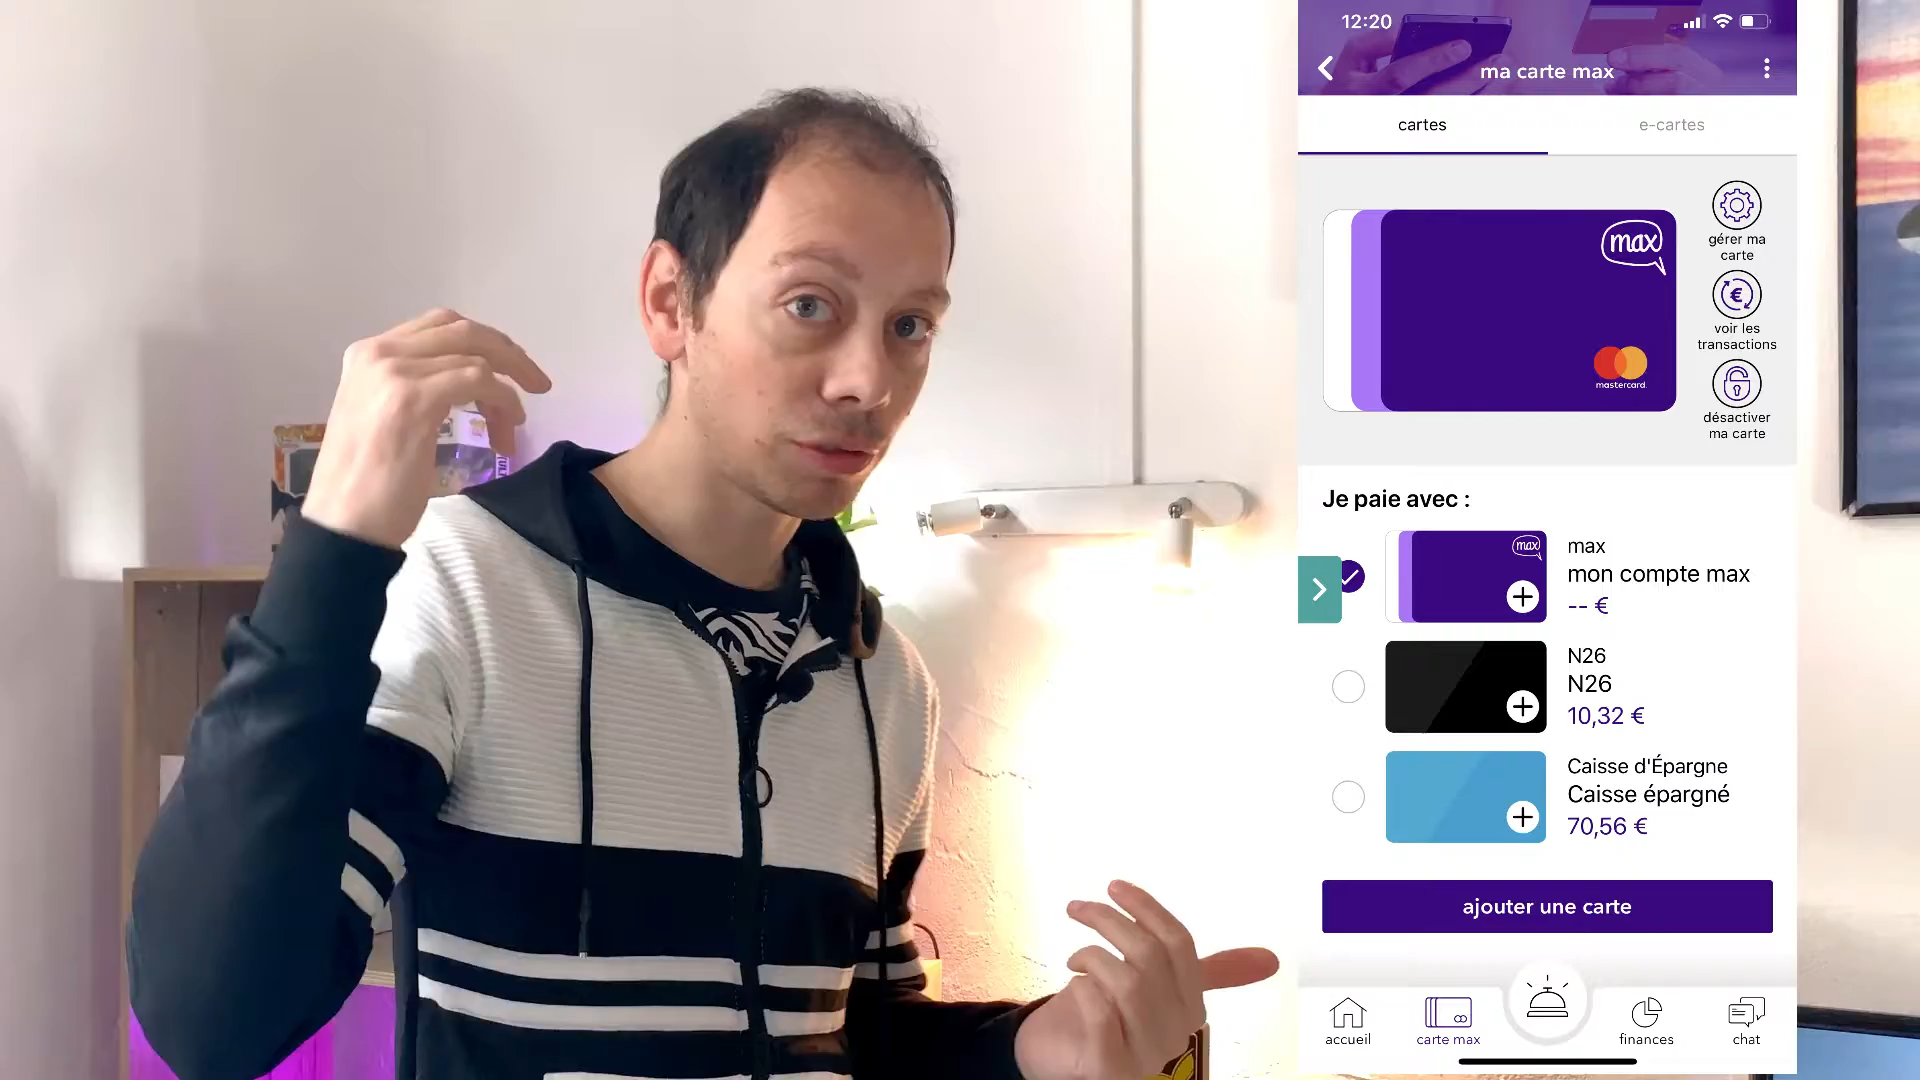 12:20
ma carte max
cartes
e-cartes
max
mastercard.
gérer ma
carte
voir les
transactions
désactiver
ma carte
Je paie avec :
max
max
mon compte max
-- €
N26
N26
10,32 €
Caisse d'Épargne
Caisse épargné
70,56 €
ajouter une carte
accueil
carte max
finances
chat